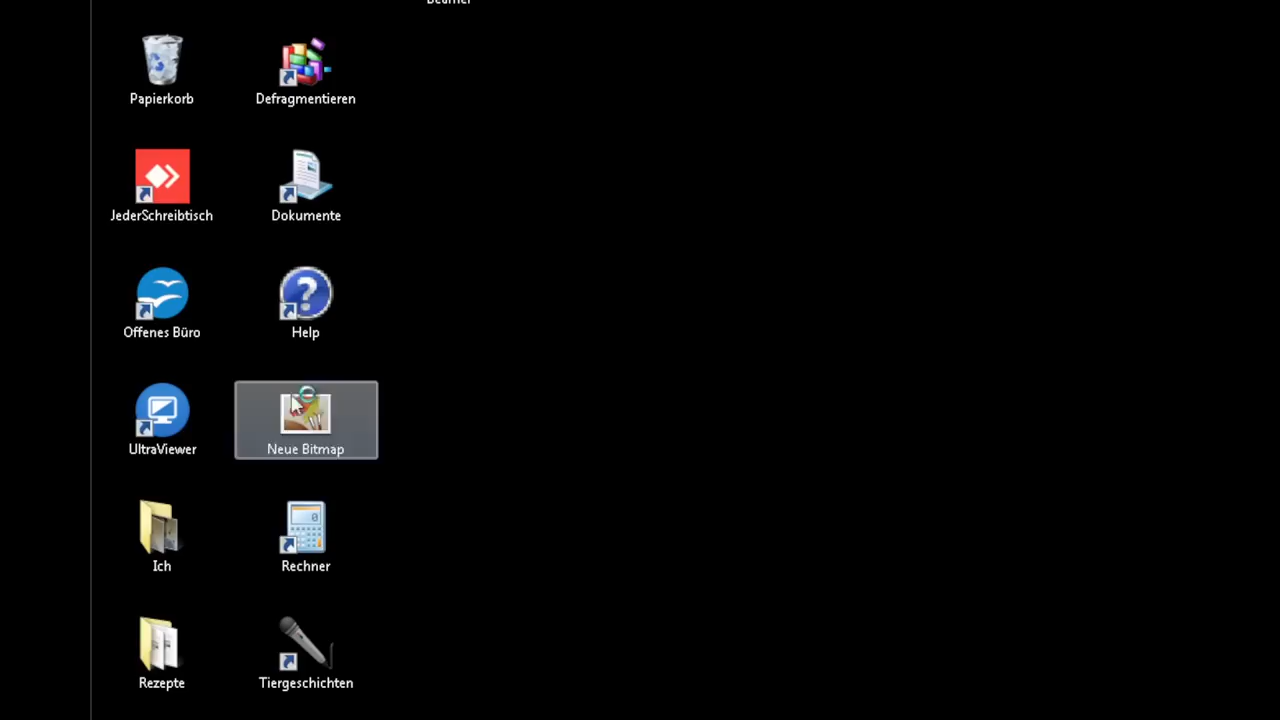 Papierkorb
Defragmentieren
JederSchreibtisch
Dokumente
Offenes Büro
Help
UltraViewer
Neue Bitmap
Ich
Rechner
Rezepte
Tiergeschichten